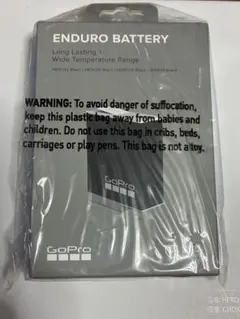 ENDURO BATTERY
Long Lasting
Wide Temperature Range
WARNING: To avoid danger of suffocation,
keep this plastic bag away from babies and
children. Do not use this bag in cribs, beds,
carriages or play pens. This bag is not a toy.
GoPro